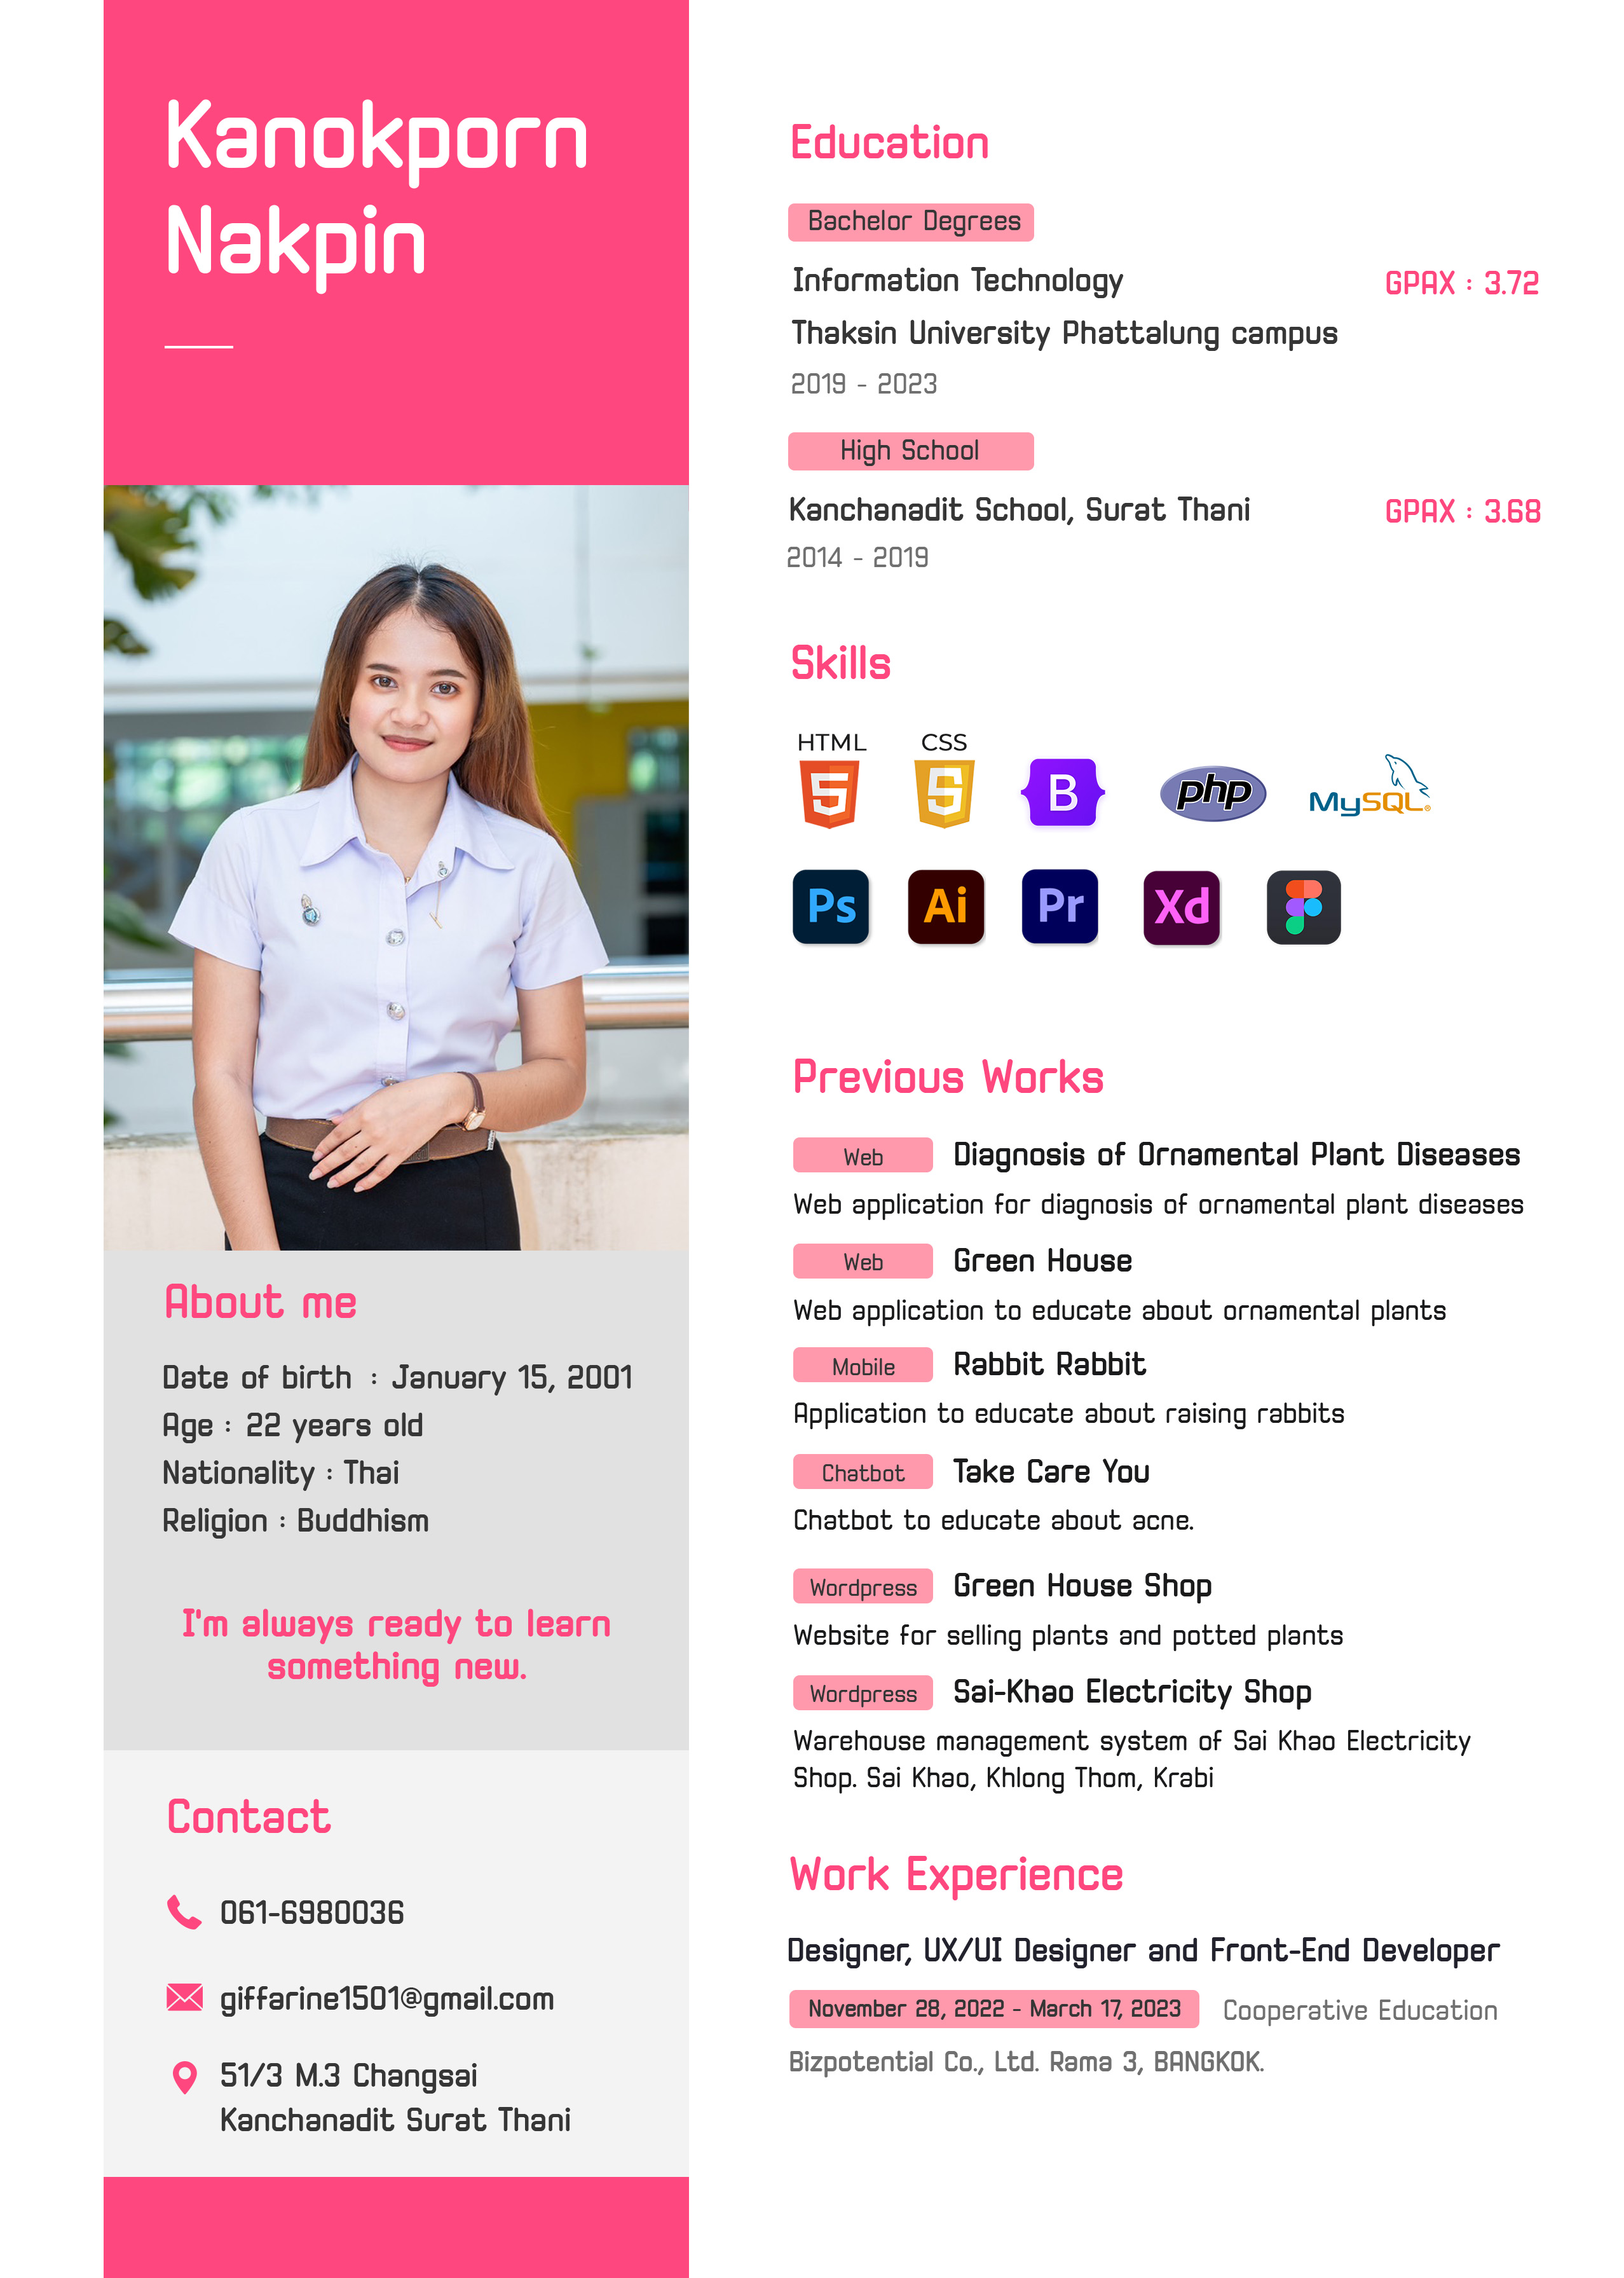 Kanokporn
Nakpin
About me
Date of birth : January 15, 2001
Age : 22 years old
Nationality : Thai
Religion : Buddhism
I'm always ready to learn
something new.
Contact
061-6980036
giffarine1501@gmail.com
51/3 M.3 Changsai
Kanchanadit Surat Thani
Education
Bachelor Degrees
Information Technology GPAX : 3.72
Thaksin University Phattalung campus
2019 - 2023
High School
Kanchanadit School, Surat Thani GPAX : 3.68
2014 - 2019
Skills
HTML CSS
5 5 B php MySQL®
Ps Ai Pr Xd
Previous Works
Web Diagnosis of Ornamental Plant Diseases
Web application for diagnosis of ornamental plant diseases
Web Green House
Web application to educate about ornamental plants
Mobile Rabbit Rabbit
Application to educate about raising rabbits
Chatbot Take Care You
Chatbot to educate about acne.
Wordpress Green House Shop
Website for selling plants and potted plants
Wordpress Sai-Khao Electricity Shop
Warehouse management system of Sai Khao Electricity
Shop. Sai Khao, Khlong Thom, Krabi
Work Experience
Designer, UX/UI Designer and Front-End Developer
November 28, 2022 - March 17, 2023 Cooperative Education
Bizpotential Co., Ltd. Rama 3, BANGKOK.